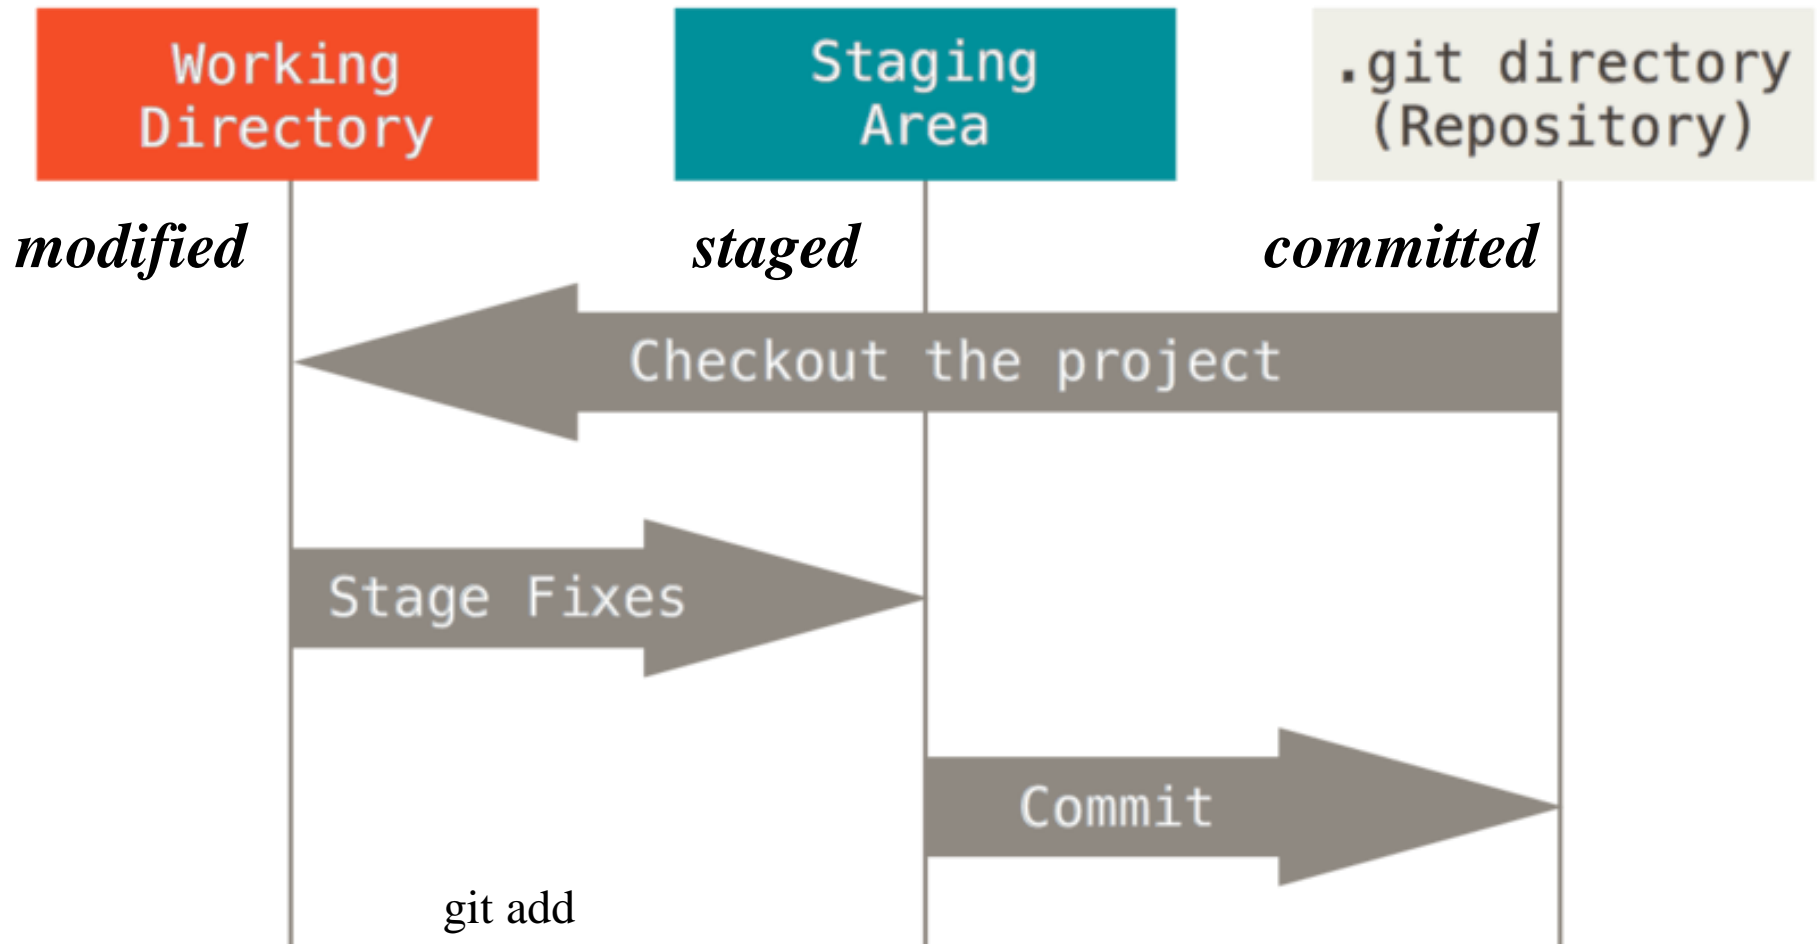 Working
Directory
Staging
Area
.git directory
(Repository)
modified
staged
committed
Checkout the project
Stage Fixes
Commit
git add